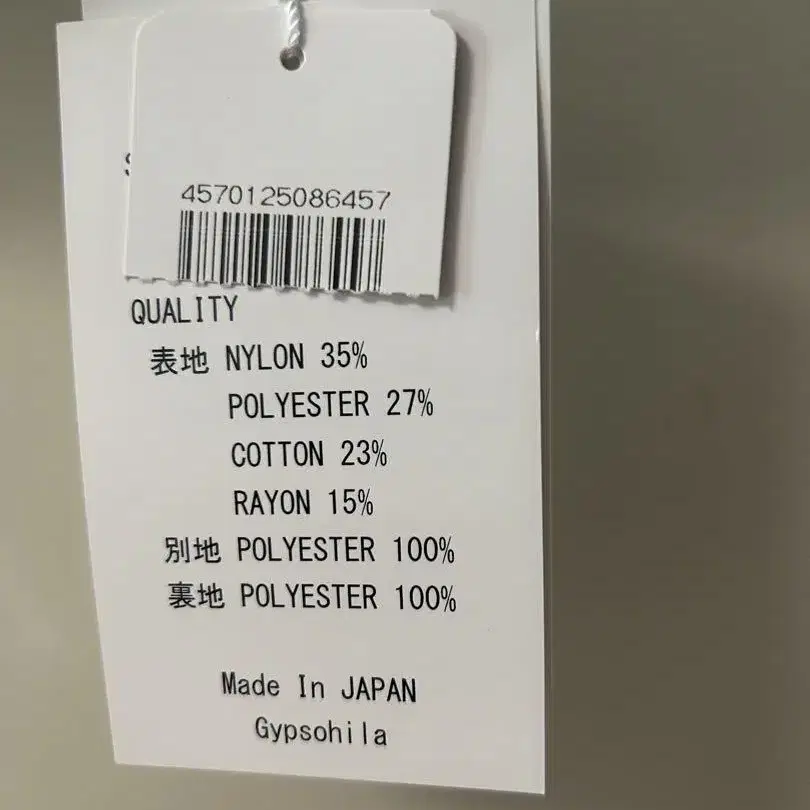 4570125086457
QUALITY
表地 NYLON 35%
POLYESTER 27%
COTTON 23%
RAYON 15%
別地 POLYESTER 100%
裏地 POLYESTER 100%
Made In JAPAN
Gypsohila